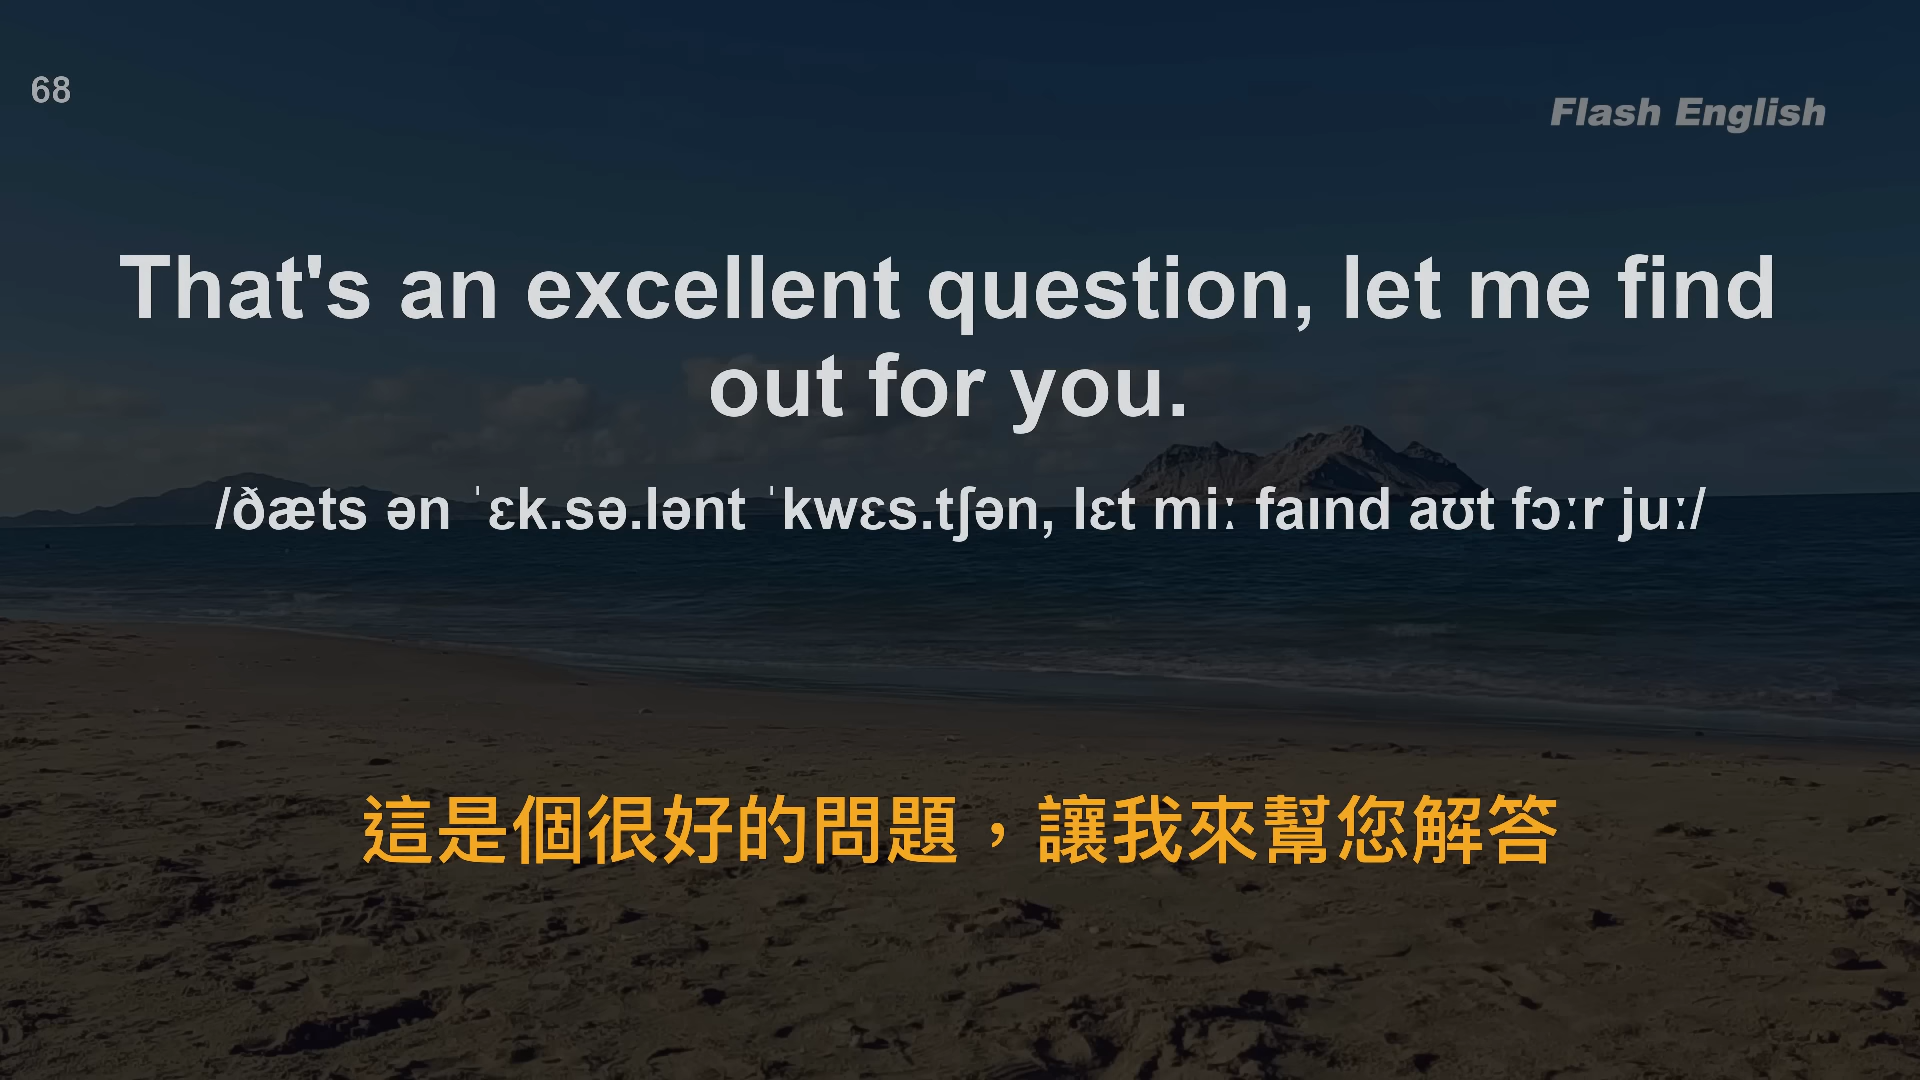 68
Flash English
That's an excellent question, let me find
out for you.
/ðæts ən ˈɛk.sə.lənt ˈkwɛs.tʃən, lɛt miː faɪnd aʊt fɔːr juː/
這是個很好的問題，讓我來幫您解答